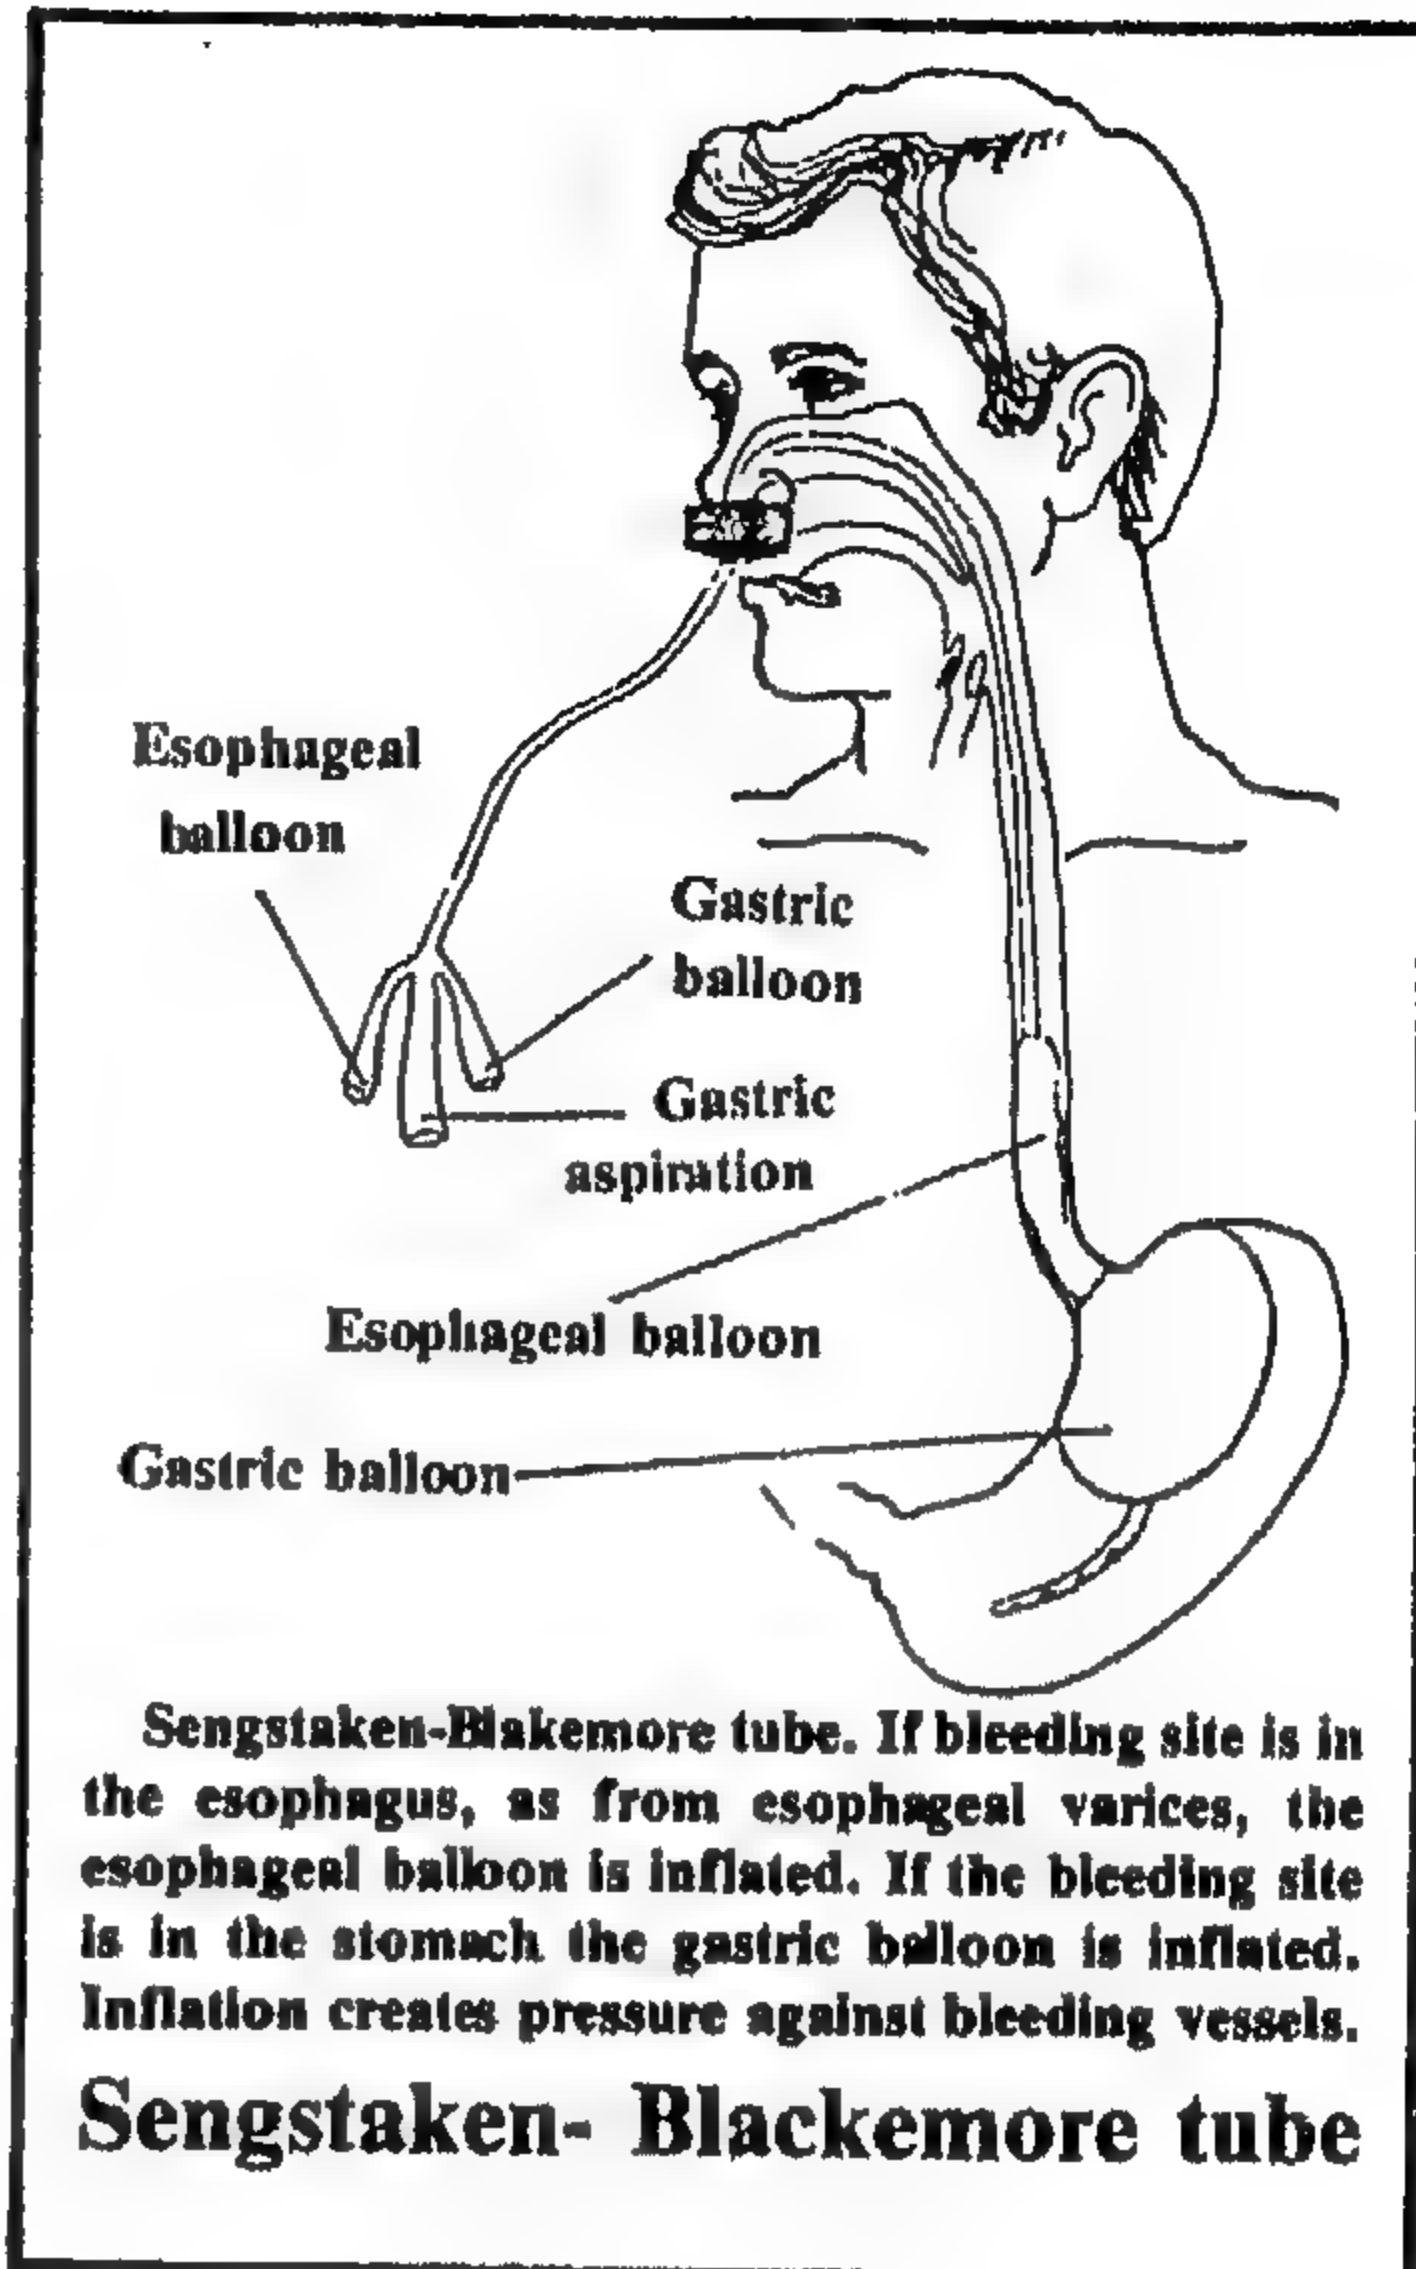 Esophageal
balloon
Gastric
balloon
Gastric
aspiration
Esophageal balloon
Gastric balloon
Sengstaken-Blakemore tube. If bleeding site is in
the esophagus, as from esophageal varices, the
esophageal balloon is inflated. If the bleeding site
is in the stomach the gastric balloon is inflated.
Inflation creates pressure against bleeding vessels.
Sengstaken- Blackemore tube